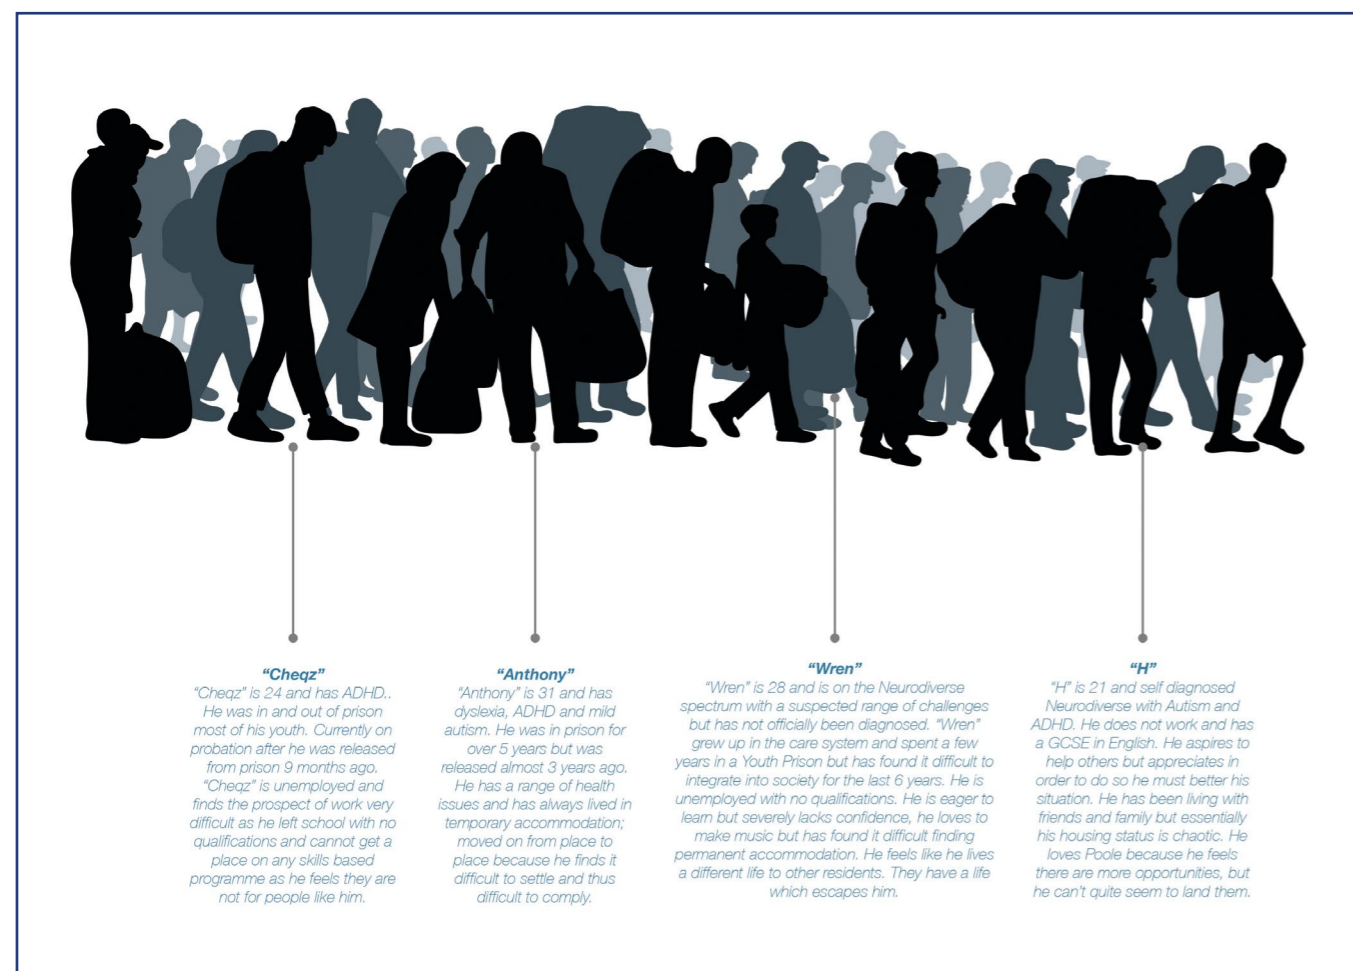 “Cheqz”
“Cheqz” is 24 and has ADHD..
He was in and out of prison
most of his youth. Currently on
probation after he was released
from prison 9 months ago.
“Cheqz” is unemployed and
finds the prospect of work very
difficult as he left school with no
qualifications and cannot get a
place on any skills based
programme as he feels they are
not for people like him.
“Anthony”
“Anthony” is 31 and has
dyslexia, ADHD and mild
autism. He was in prison for
over 5 years but was
released almost 3 years ago.
He has a range of health
issues and has always lived in
temporary accommodation;
moved on from place to
place because he finds it
difficult to settle and thus
difficult to comply.
“Wren”
“Wren” is 28 and is on the Neurodiverse
spectrum with a suspected range of challenges
but has not officially been diagnosed. “Wren”
grew up in the care system and spent a few
years in a Youth Prison but has found it difficult to
integrate into society for the last 6 years. He is
unemployed with no qualifications. He is eager to
learn but severely lacks confidence, he loves to
make music but has found it difficult finding
permanent accommodation. He feels like he lives
a different life to other residents. They have a life
which escapes him.
“H”
“H” is 21 and self diagnosed
Neurodiverse with Autism and
ADHD. He does not work and has
a GCSE in English. He aspires to
help others but appreciates in
order to do so he must better his
situation. He has been living with
friends and family but essentially
his housing status is chaotic. He
loves Poole because he feels
there are more opportunities, but
he can’t quite seem to land them.